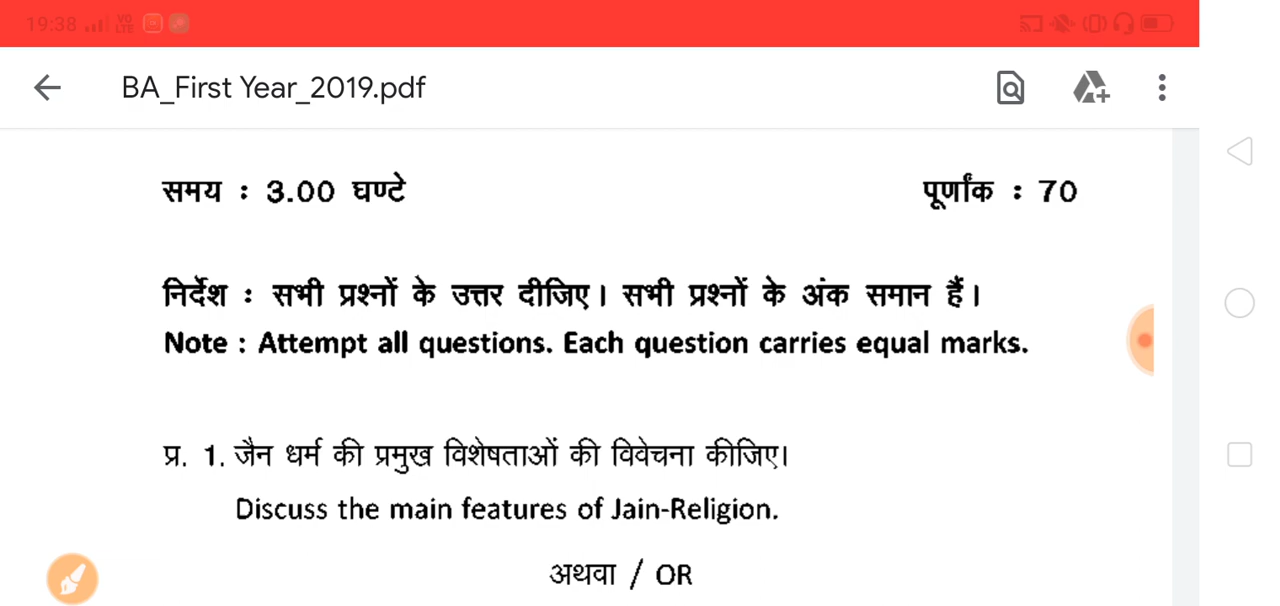 19:38 VO LTE
BA_First Year_2019.pdf
समय : 3.00 घण्टे पूर्णांक : 70
निर्देश : सभी प्रश्नों के उत्तर दीजिए। सभी प्रश्नों के अंक समान हैं।
Note : Attempt all questions. Each question carries equal marks.
प्र. 1. जैन धर्म की प्रमुख विशेषताओं की विवेचना कीजिए।
Discuss the main features of Jain-Religion.
अथवा / OR